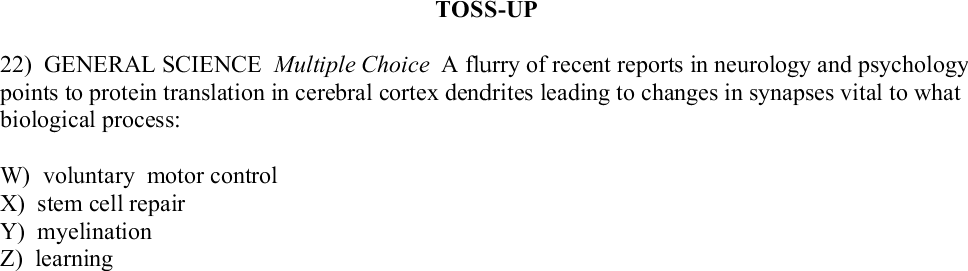 TOSS-UP
22) GENERAL SCIENCE Multiple Choice A flurry of recent reports in neurology and psychology
points to protein translation in cerebral cortex dendrites leading to changes in synapses vital to what
biological process:
W) voluntary motor control
X) stem cell repair
Y) myelination
Z) learning